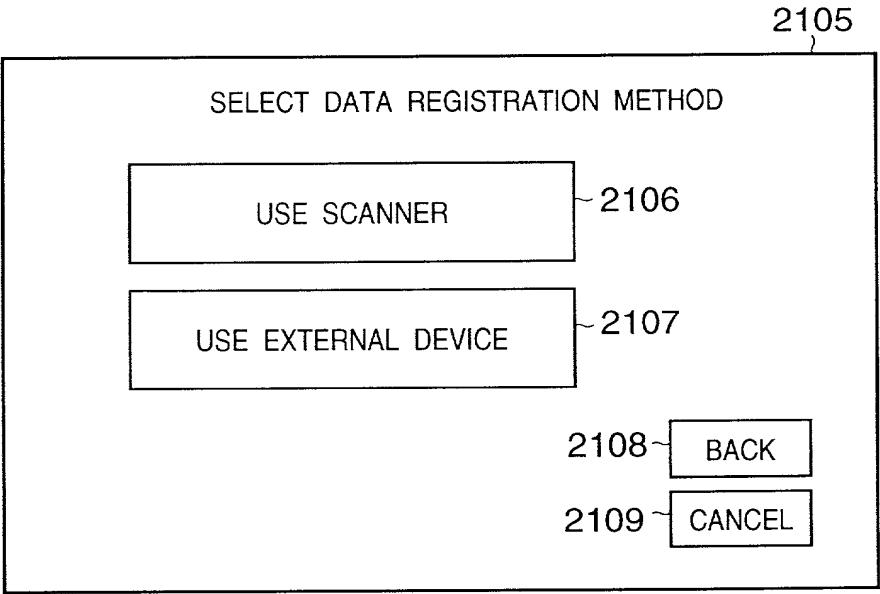 2105
SELECT DATA REGISTRATION METHOD
USE SCANNER
2106
USE EXTERNAL DEVICE
2107
2108
BACK
2109
CANCEL